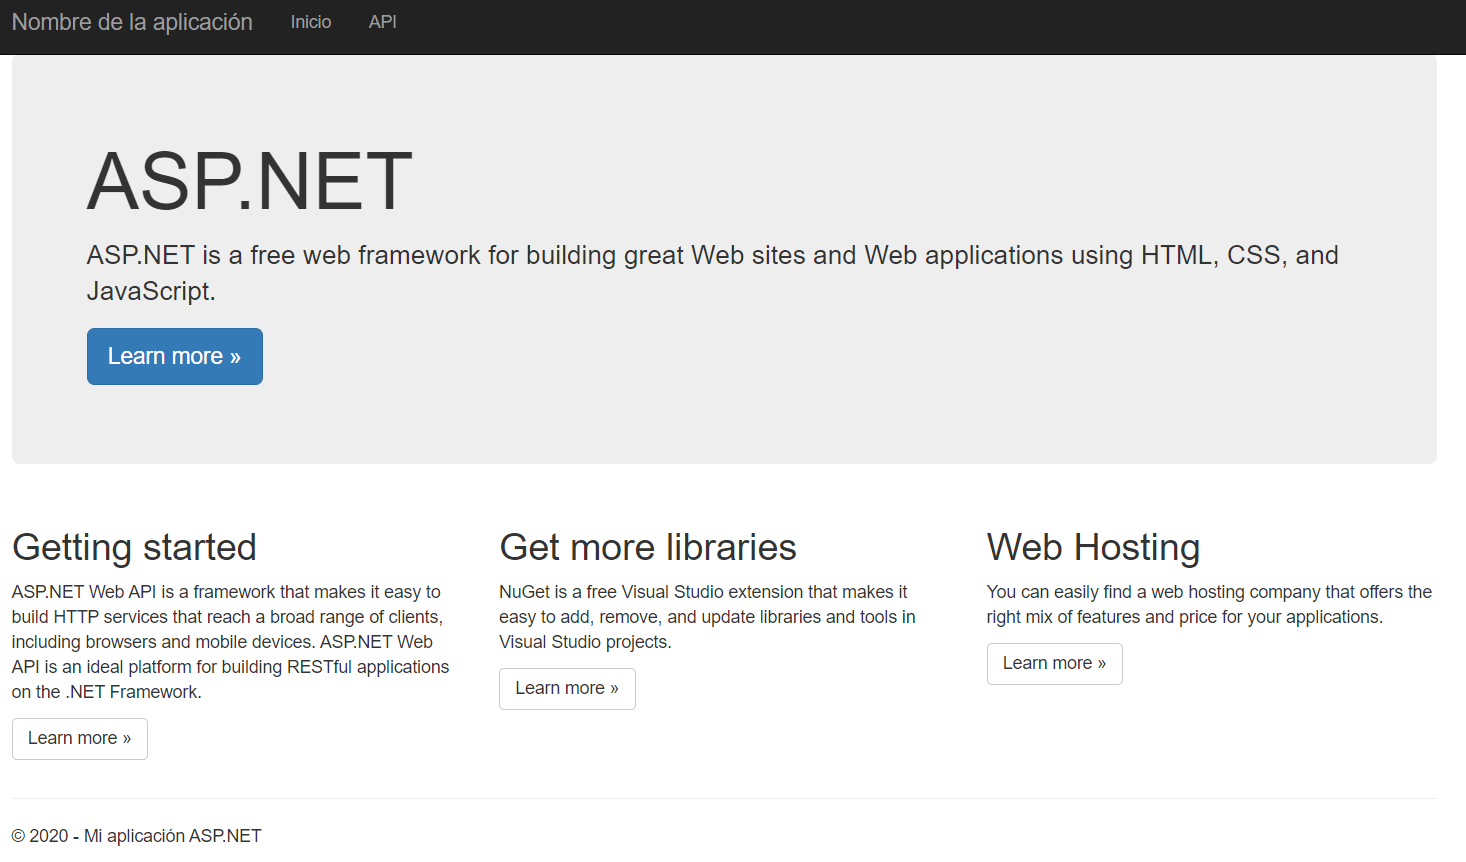 Nombre de la aplicación Inicio API
ASP.NET
ASP.NET is a free web framework for building great Web sites and Web applications using HTML, CSS, and
JavaScript.
Learn more »
Getting started
ASP.NET Web API is a framework that makes it easy to
build HTTP services that reach a broad range of clients,
including browsers and mobile devices. ASP.NET Web
API is an ideal platform for building RESTful applications
on the .NET Framework.
Learn more »
Get more libraries
NuGet is a free Visual Studio extension that makes it
easy to add, remove, and update libraries and tools in
Visual Studio projects.
Learn more »
Web Hosting
You can easily find a web hosting company that offers the
right mix of features and price for your applications.
Learn more »
© 2020 - Mi aplicación ASP.NET